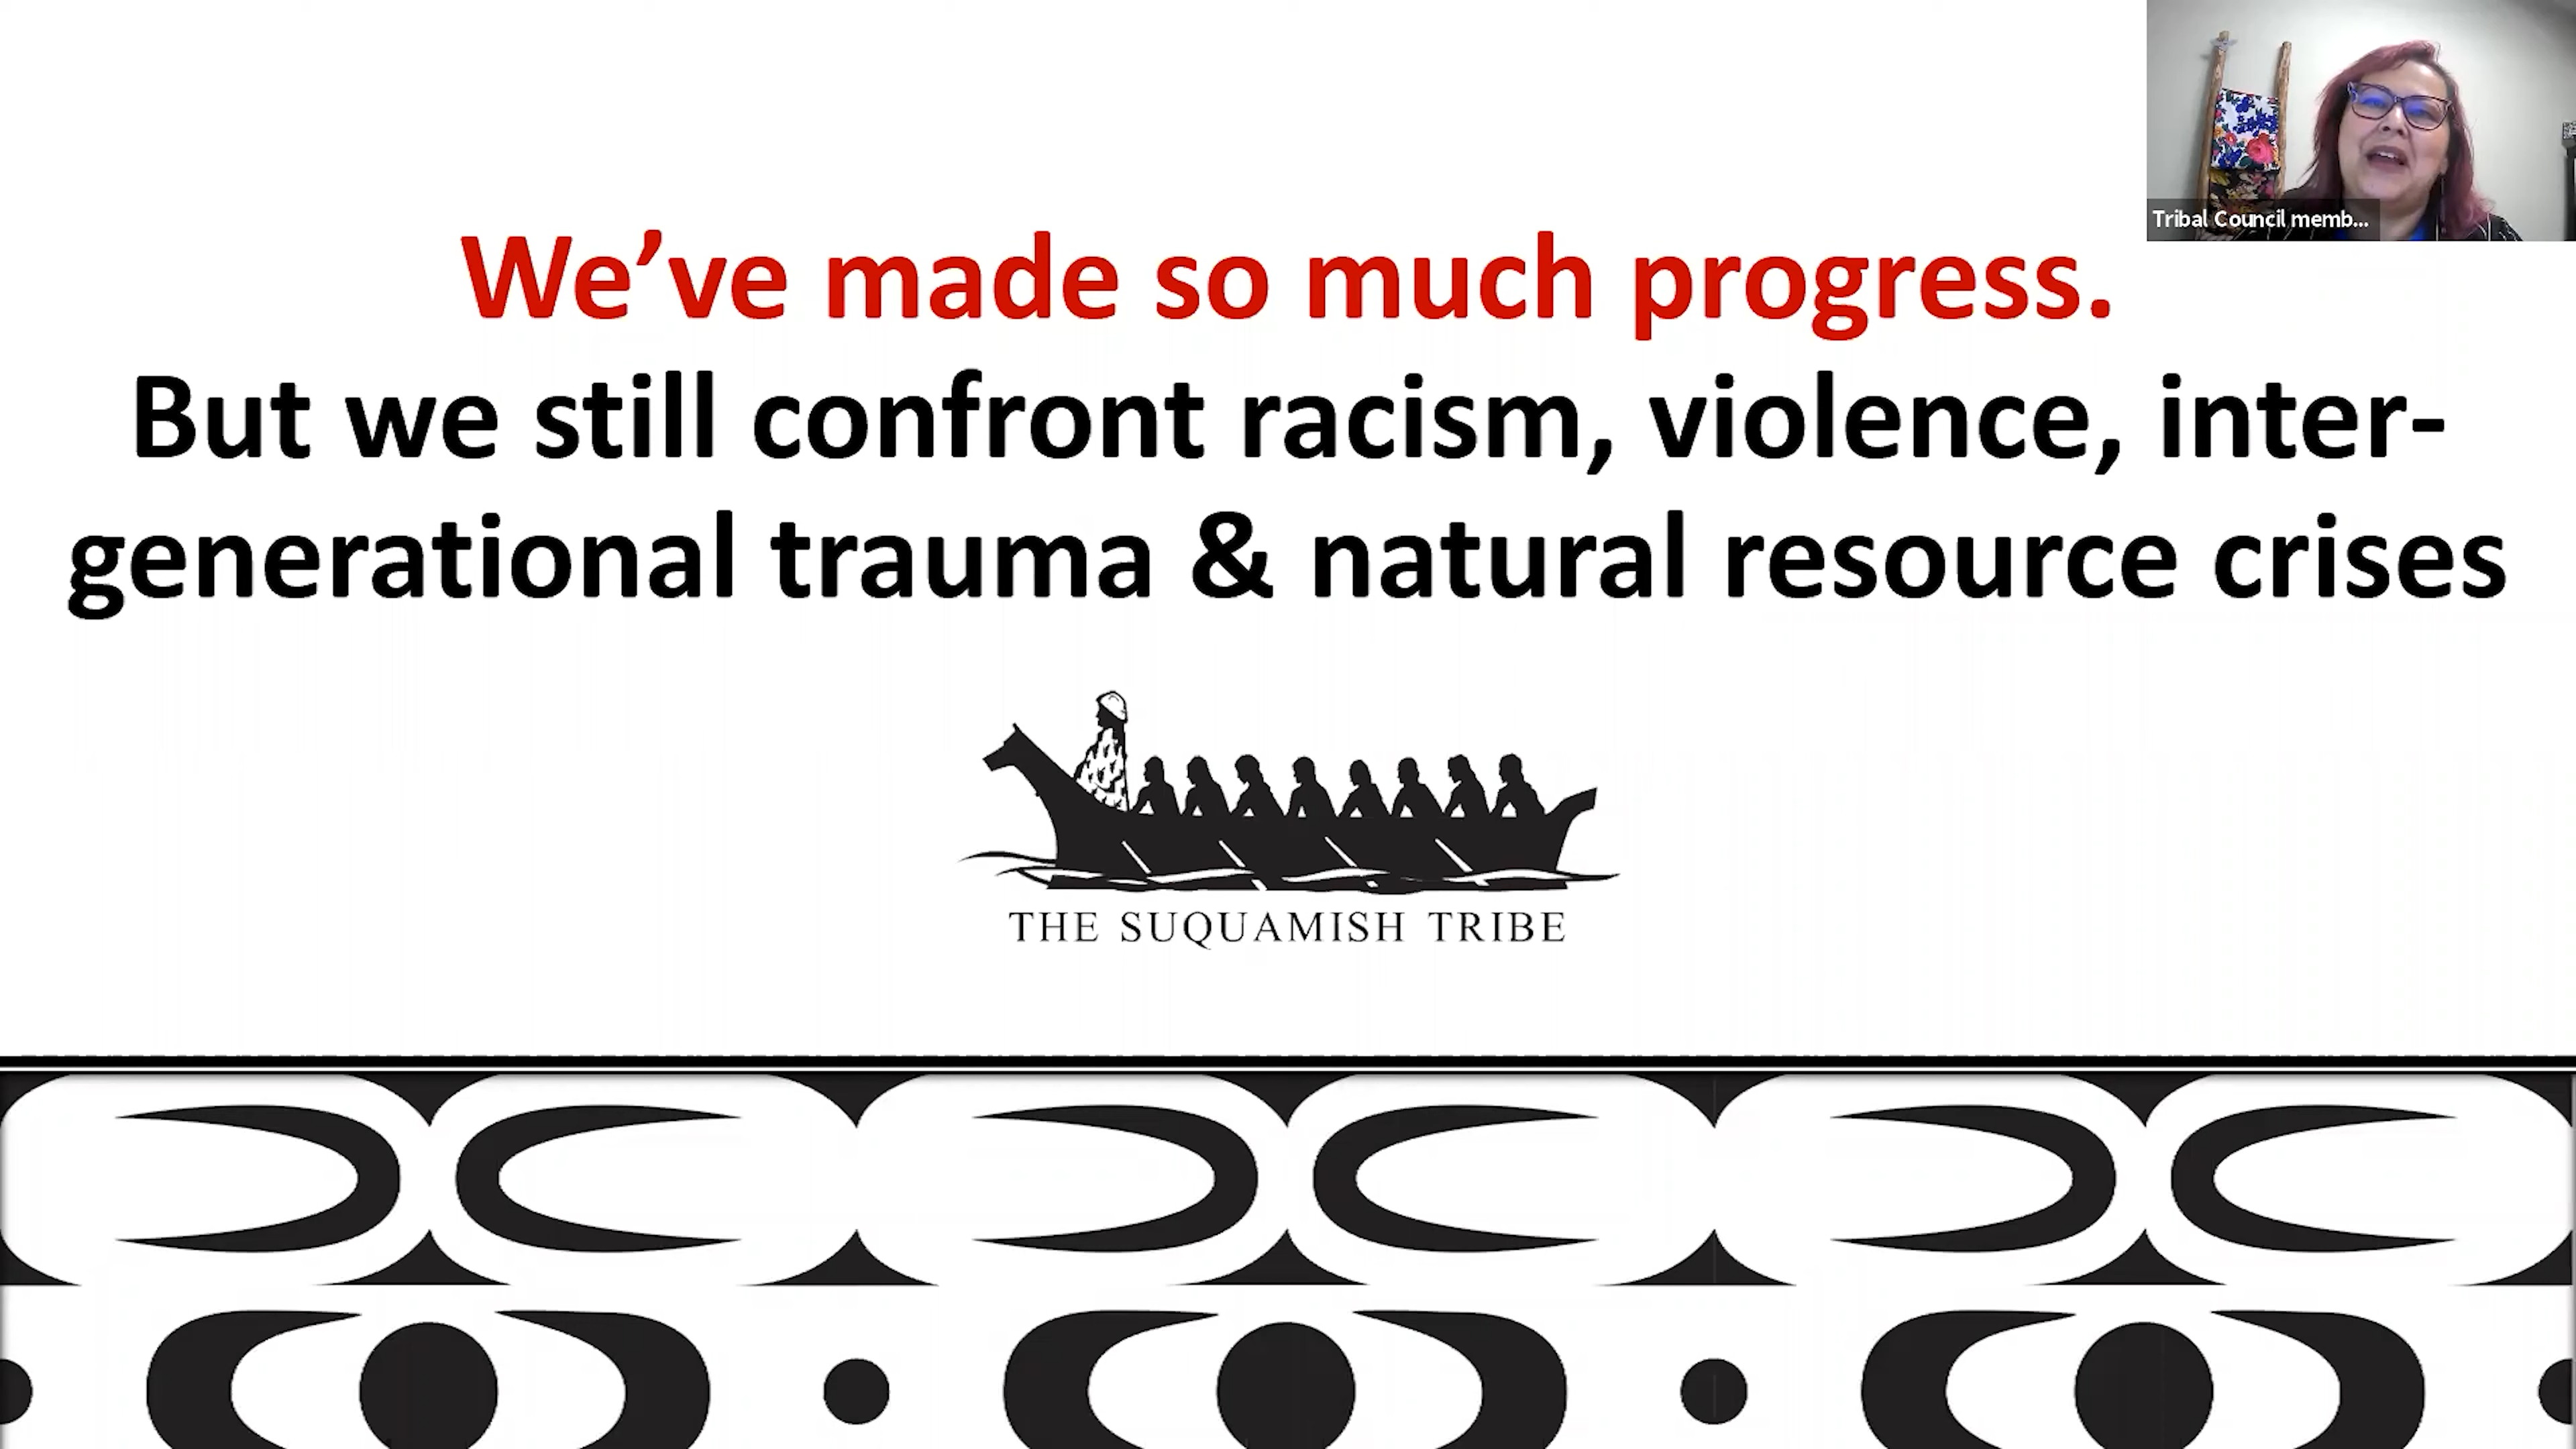 Tribal Council memb...
We've made so much progress.
But we still confront racism, violence, inter-
generational trauma & natural resource crises
THE SUQUAMISH TRIBE